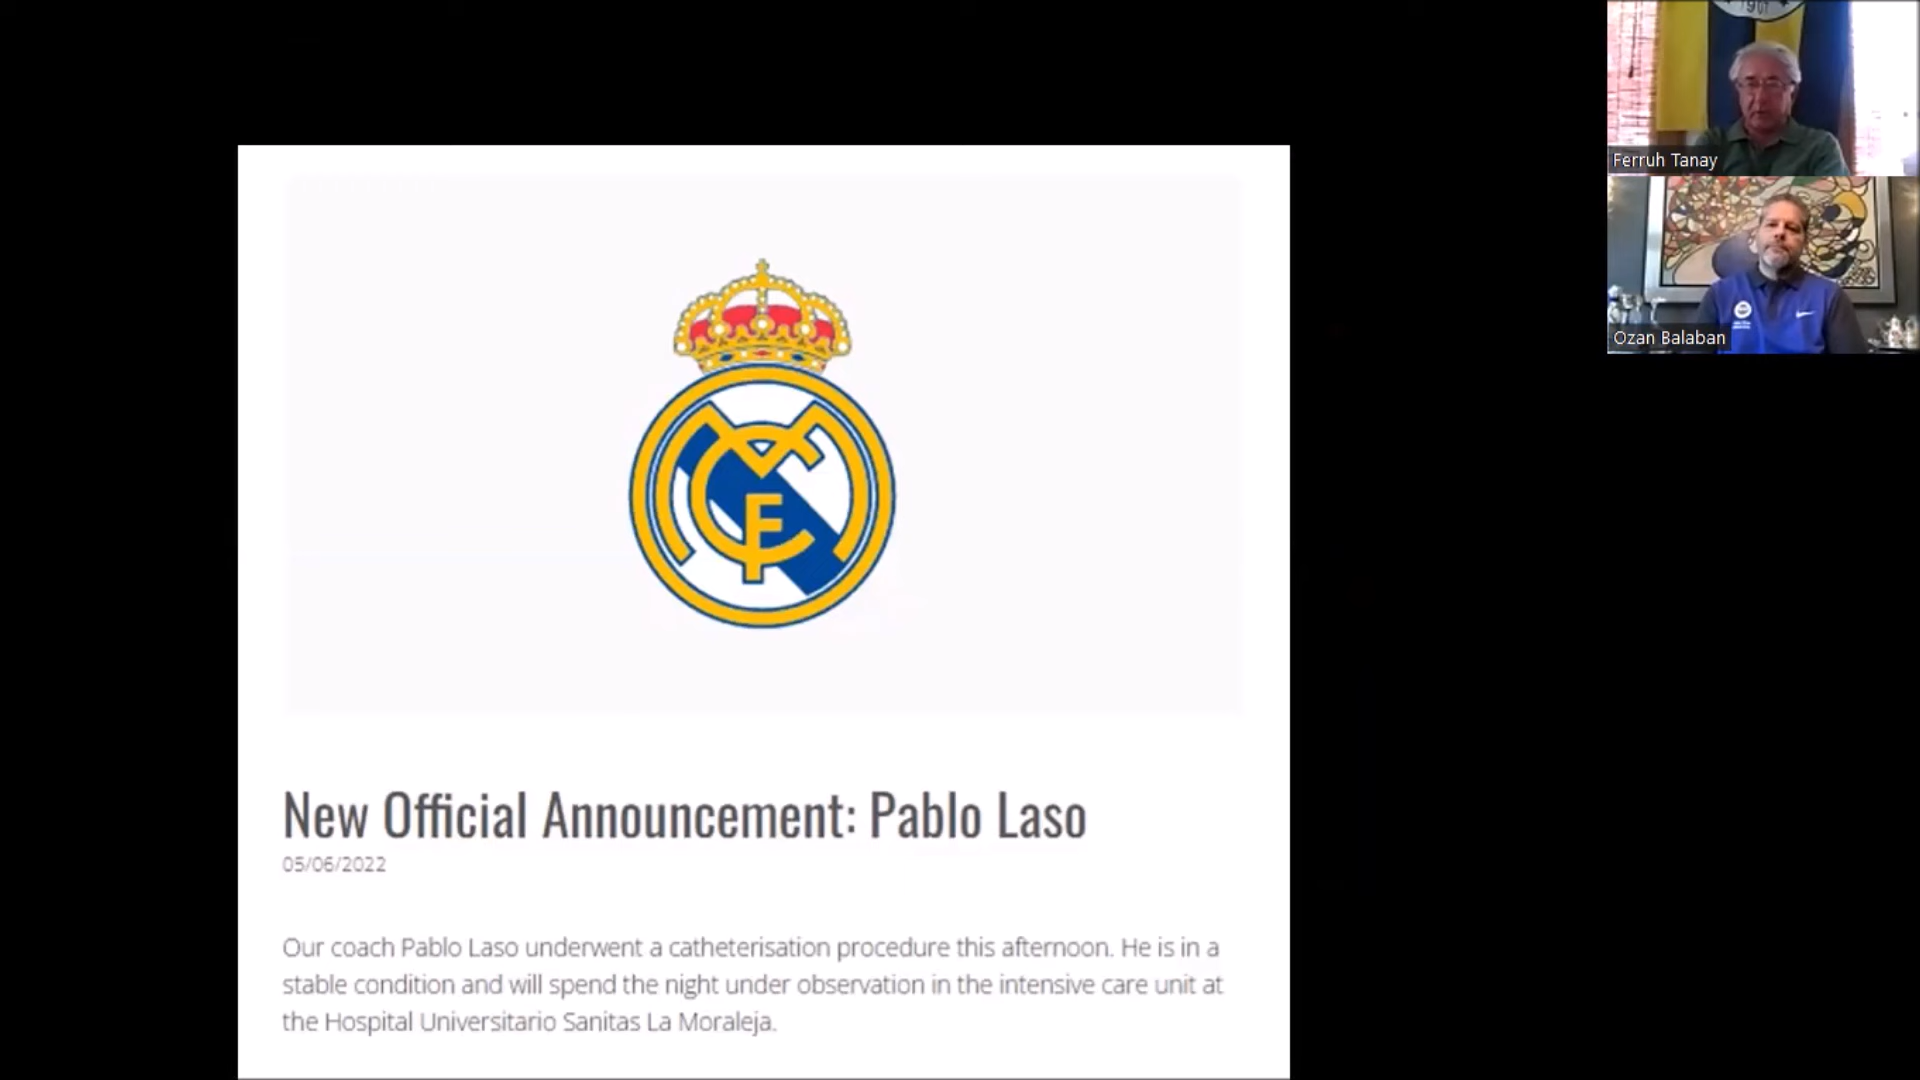 1907
Ferruh Tanay
Ozan Balaban
New Official Announcement: Pablo Laso
05/06/2022
Our coach Pablo Laso underwent a catheterisation procedure this afternoon. He is in a
stable condition and will spend the night under observation in the intensive care unit at
the Hospital Universitario Sanitas La Moraleja.